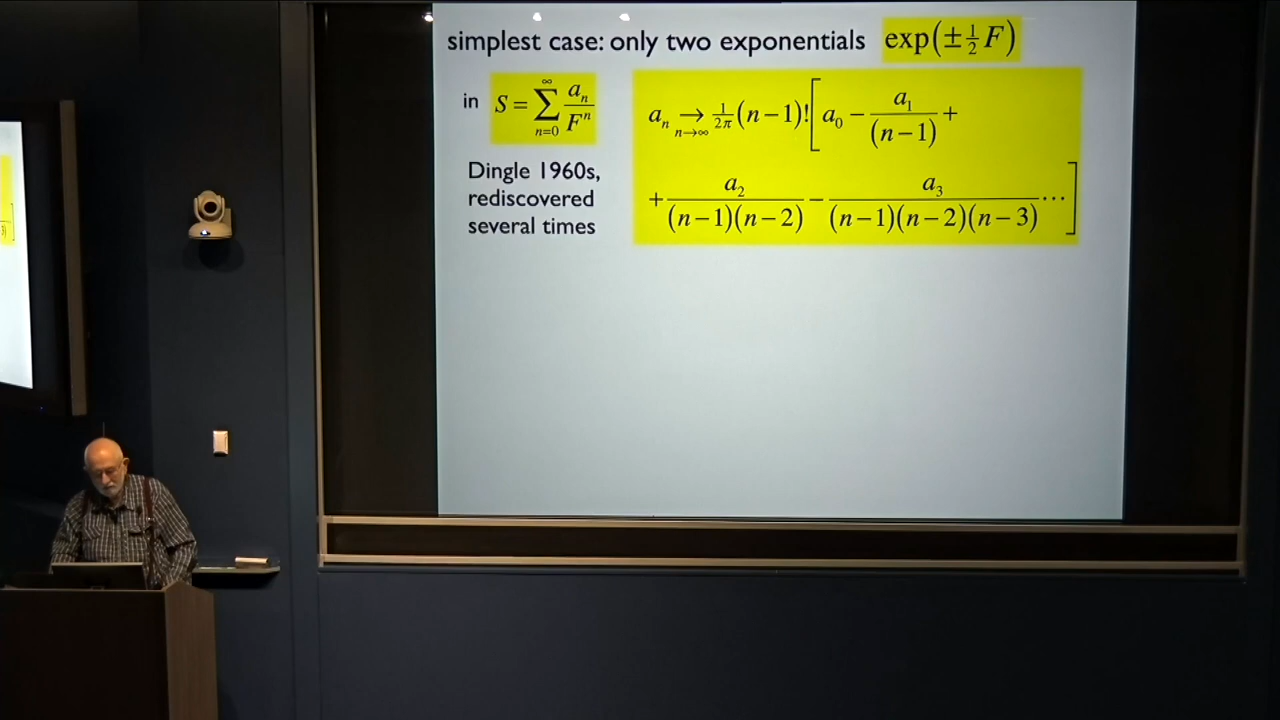 simplest case: only two exponentials exp(±½F)
in S = ∑_{n=0}^{∞} a_n/F^n
a_n →_{n→∞} 1/2π (n−1)! [ a_0 − a_1/(n−1) +
+ a_2/((n−1)(n−2)) − a_3/((n−1)(n−2)(n−3)) ⋯ ]
Dingle 1960s,
rediscovered
several times